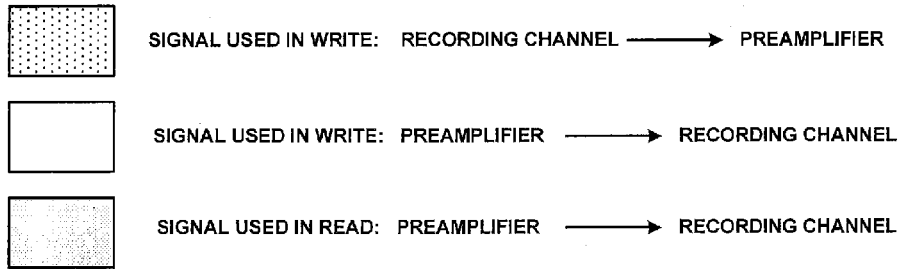 SIGNAL USED IN WRITE: RECORDING CHANNEL PREAMPLIFIER
SIGNAL USED IN WRITE: PREAMPLIFIER RECORDING CHANNEL
SIGNAL USED IN READ: PREAMPLIFIER RECORDING CHANNEL